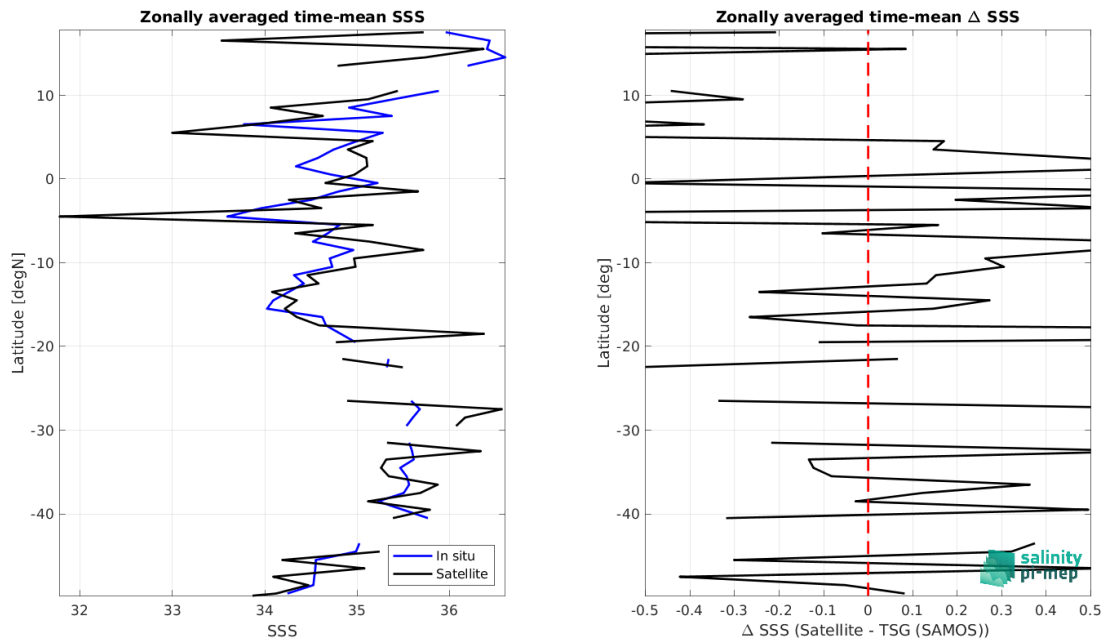 Zonally averaged time-mean SSS
Latitude [degN]
10
0
-10
-20
-30
-40
32
33
34
35
36
SSS
In situ
Satellite
Zonally averaged time-mean Δ SSS
Latitude [deg]
10
0
-10
-20
-30
-40
-0.5
-0.4
-0.3
-0.2
-0.1
0
0.1
0.2
0.3
0.4
0.5
Δ SSS (Satellite - TSG (SAMOS))
salinity
pi-mep